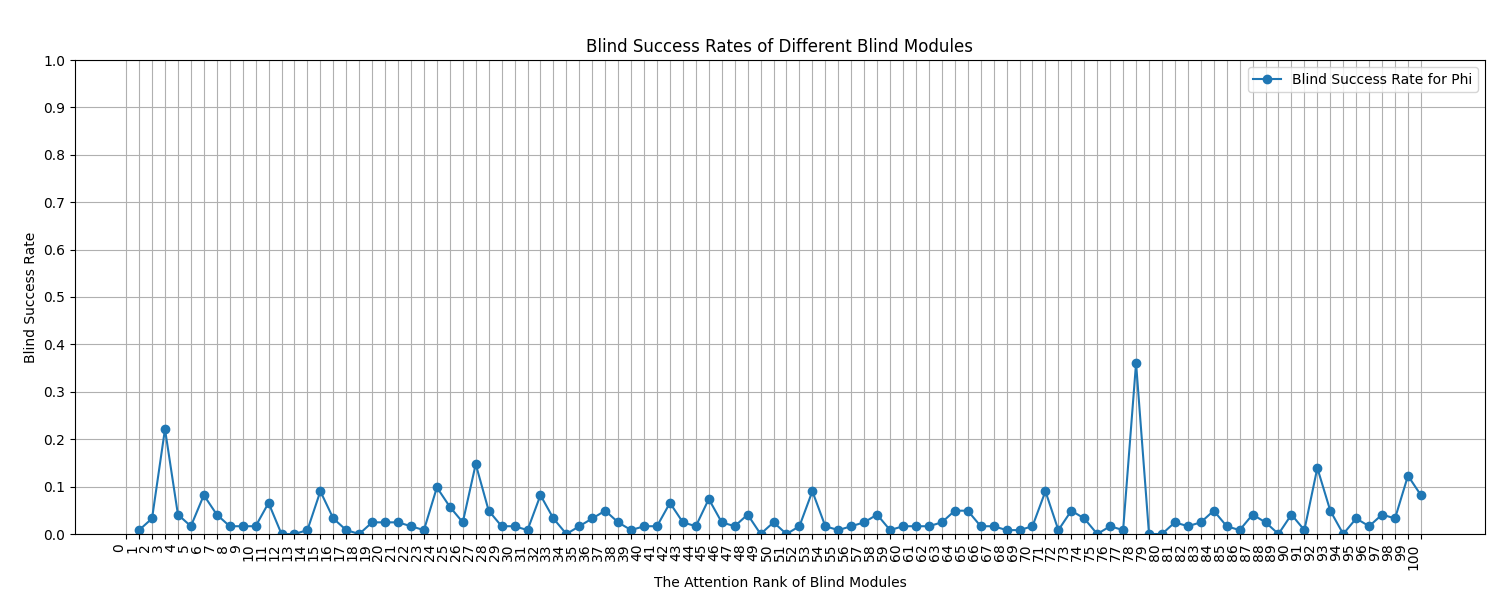 Blind Success Rates of Different Blind Modules
Blind Success Rate for Phi
1.0
0.9
0.8
0.7
0.6
0.5
0.4
0.3
0.2
0.1
0.0
Blind Success Rate
0 1 2 3 4 5 6 7 8 9 10 11 12 13 14 15 16 17 18 19 20 21 22 23 24 25 26 27 28 29 30 31 32 33 34 35 36 37 38 39 40 41 42 43 44 45 46 47 48 49 50 51 52 53 54 55 56 57 58 59 60 61 62 63 64 65 66 67 68 69 70 71 72 73 74 75 76 77 78 79 80 81 82 83 84 85 86 87 88 89 90 91 92 93 94 95 96 97 98 99 100
The Attention Rank of Blind Modules